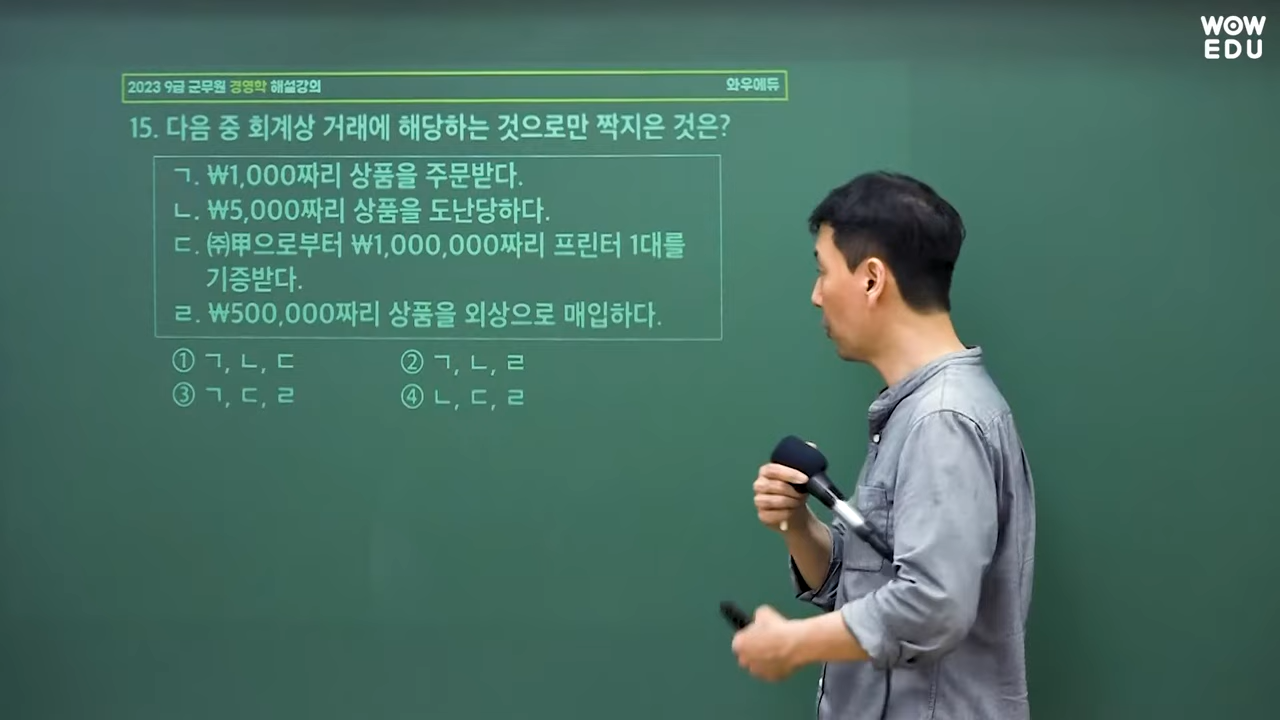 WOW
EDU
2023 9급 군무원 경영학 해설강의 와우에듀
15. 다음 중 회계상 거래에 해당하는 것으로만 짝지은 것은?
ㄱ. ₩1,000짜리 상품을 주문받다.
ㄴ. ₩5,000짜리 상품을 도난당하다.
ㄷ. ㈜甲으로부터 ₩1,000,000짜리 프린터 1대를
기증받다.
ㄹ. ₩500,000짜리 상품을 외상으로 매입하다.
① ㄱ, ㄴ, ㄷ ② ㄱ, ㄴ, ㄹ
③ ㄱ, ㄷ, ㄹ ④ ㄴ, ㄷ, ㄹ